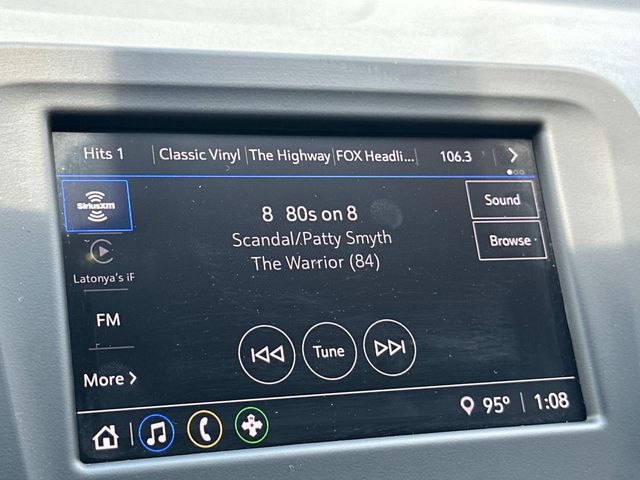 Hits 1 Classic Vinyl The Highway FOX Headli... 106.3
SiriusXM
8 80s on 8
Sound
Scandal/Patty Smyth
Browse
The Warrior (84)
Latonya's iF
FM
Tune
More
95° 1:08